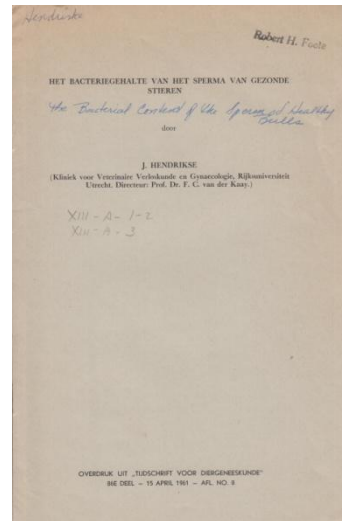 Hendrikse
Robert H. Foote
HET BACTERIEGEHALTE VAN HET SPERMA VAN GEZONDE
STIEREN
The Bacterial Content of the Sperm of Healthy
Bulls
door
J. HENDRIKSE
(Kliniek voor Veterinaire Verloskunde en Gynaecologie, Rijksuniversiteit
Utrecht. Directeur: Prof. Dr. F. C. van der Kaay.)
XIII - A - 1 - 2
XIII - A - 3
OVERDRUK UIT „TIJDSCHRIFT VOOR DIERGENEESKUNDE"
86E DEEL — 15 APRIL 1961 — AFL. NO. 8